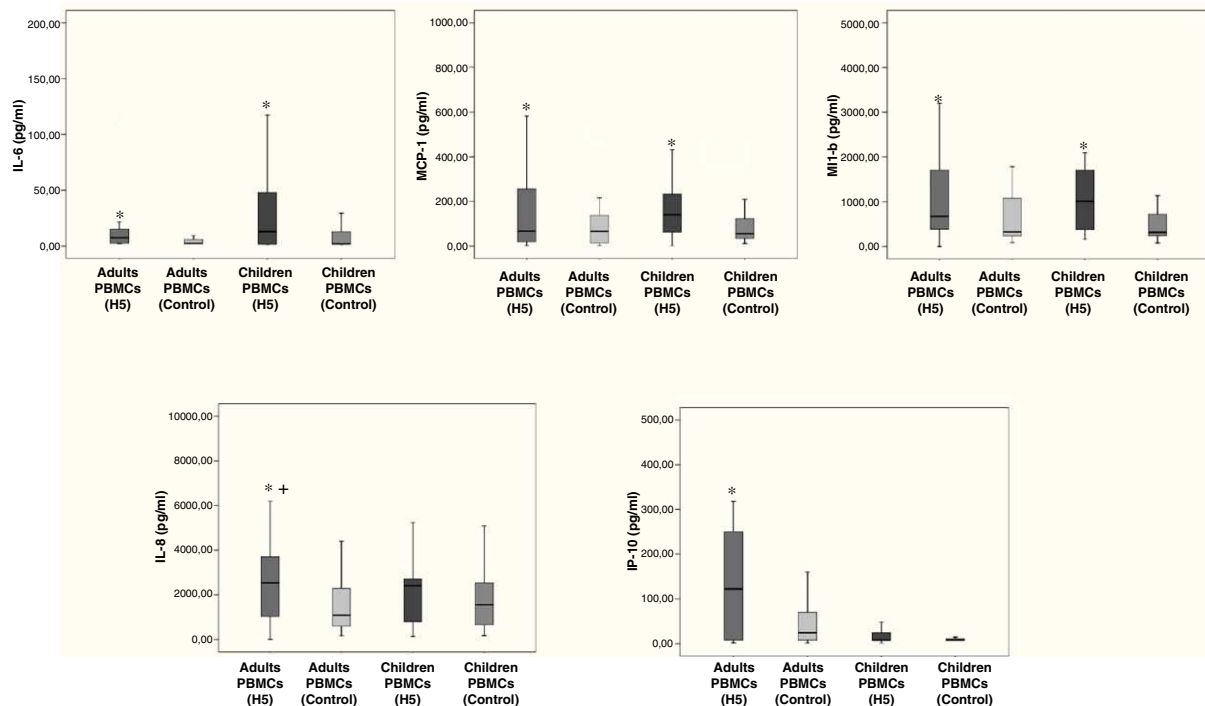 200,00
150,00
100,00
50,00
0,00
IL-6 (pg/ml)
*
*
Adults PBMCs (H5)
Adults PBMCs (Control)
Children PBMCs (H5)
Children PBMCs (Control)
1000,00
800,00
600,00
400,00
200,00
0,00
MCP-1 (pg/ml)
*
*
Adults PBMCs (H5)
Adults PBMCs (Control)
Children PBMCs (H5)
Children PBMCs (Control)
5000,00
4000,00
3000,00
2000,00
1000,00
0,00
MI1-b (pg/ml)
*
*
Adults PBMCs (H5)
Adults PBMCs (Control)
Children PBMCs (H5)
Children PBMCs (Control)
10000,00
8000,00
6000,00
4000,00
2000,00
0,00
IL-8 (pg/ml)
* +
Adults PBMCs (H5)
Adults PBMCs (Control)
Children PBMCs (H5)
Children PBMCs (Control)
500,00
400,00
300,00
200,00
100,00
0,00
IP-10 (pg/ml)
*
Adults PBMCs (H5)
Adults PBMCs (Control)
Children PBMCs (H5)
Children PBMCs (Control)